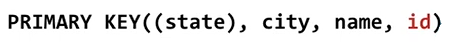 PRIMARY KEY((state), city, name, id)